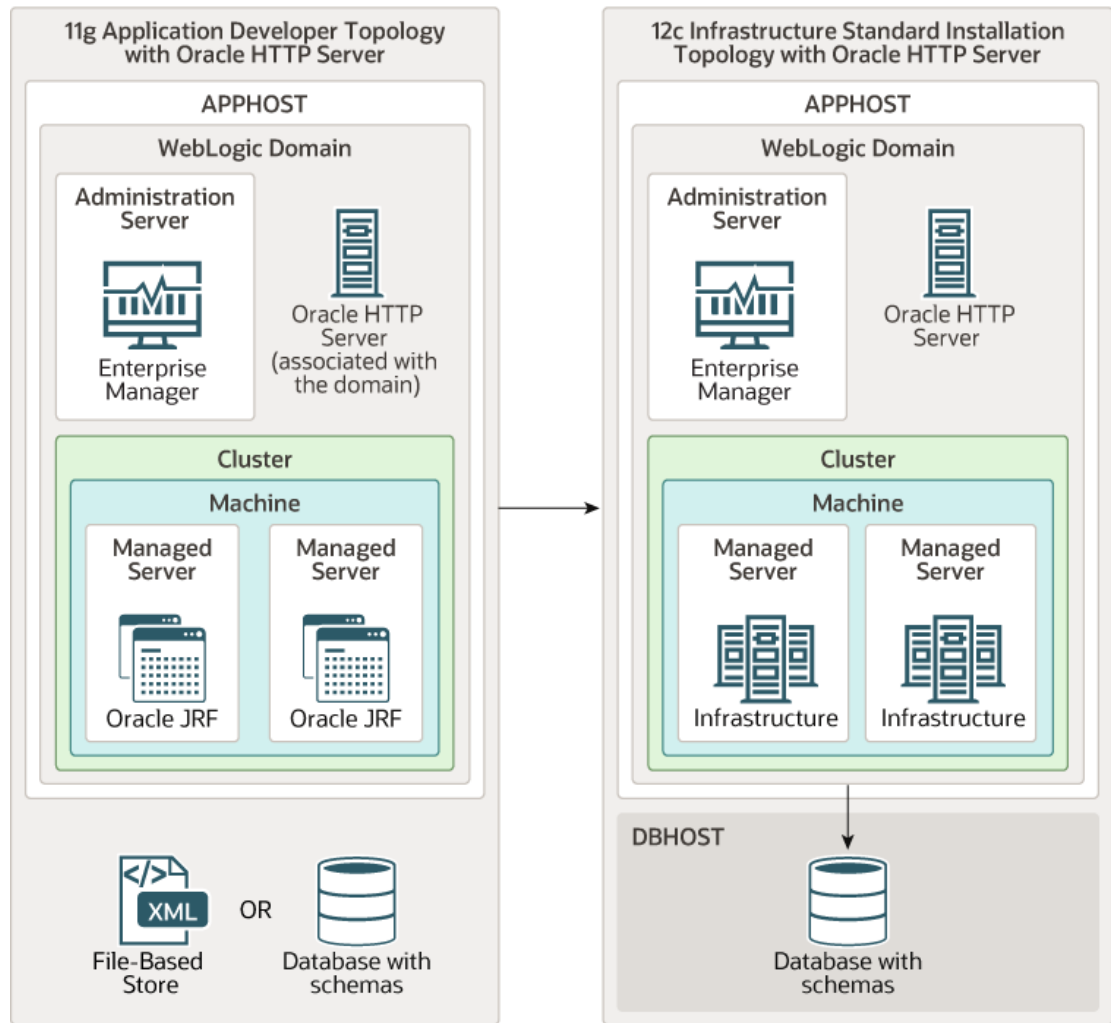 11g Application Developer Topology
with Oracle HTTP Server
APPHOST
WebLogic Domain
Administration
Server
Enterprise
Manager
Oracle HTTP
Server
(associated with
the domain)
Cluster
Machine
Managed
Server
Oracle JRF
Managed
Server
Oracle JRF
</>
XML
File-Based
Store
OR
Database with
schemas
12c Infrastructure Standard Installation
Topology with Oracle HTTP Server
APPHOST
WebLogic Domain
Administration
Server
Enterprise
Manager
Oracle HTTP
Server
Cluster
Machine
Managed
Server
Infrastructure
Managed
Server
Infrastructure
DBHOST
Database with
schemas